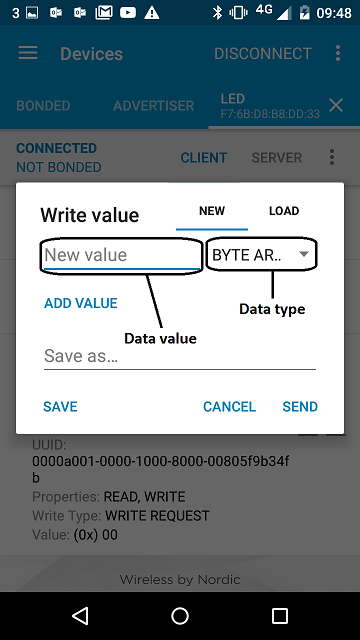 3 4G 09:48
Devices DISCONNECT
BONDED ADVERTISER LED
F7:6B:D8:B8:DD:33
CONNECTED
NOT BONDED CLIENT SERVER
Write value NEW LOAD
New value BYTE AR..
ADD VALUE
Data type
Data value
Save as...
SAVE CANCEL SEND
UUID:
0000a001-0000-1000-8000-00805f9b34f
b
Properties: READ, WRITE
Write Type: WRITE REQUEST
Value: (0x) 00
Wireless by Nordic